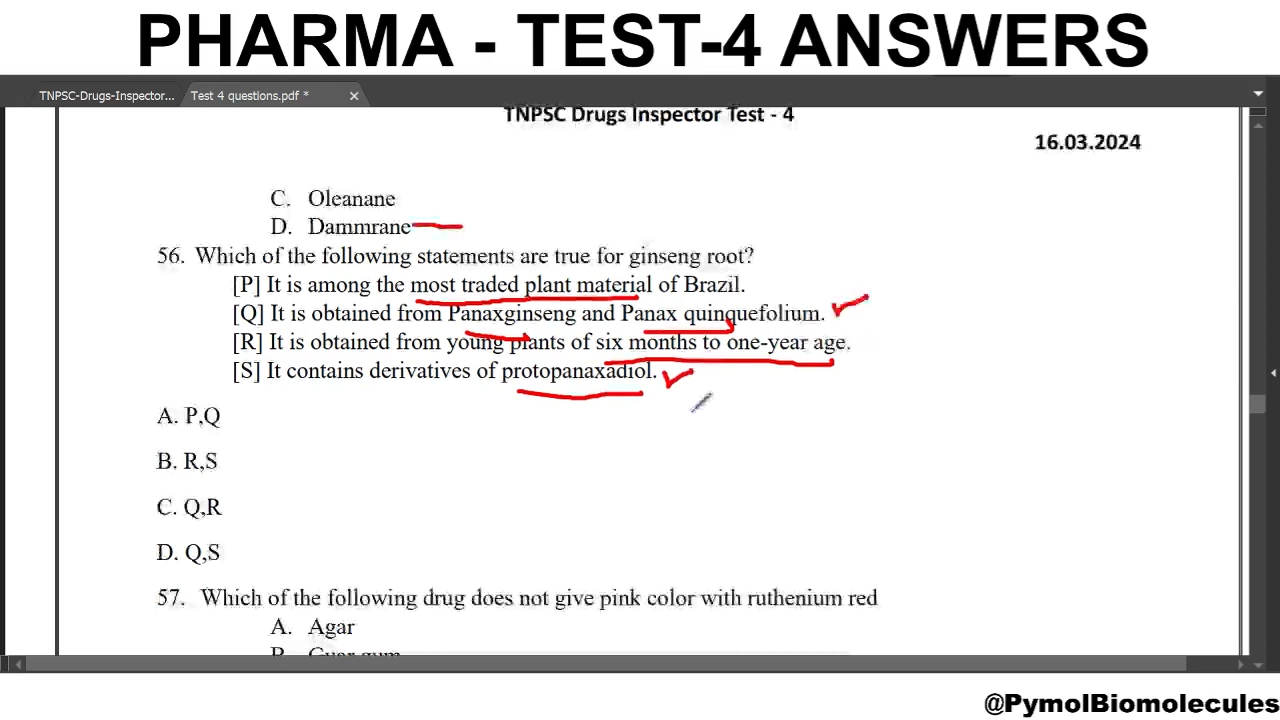 PHARMA - TEST-4 ANSWERS
TNPSC-Drugs-Inspector... Test 4 questions.pdf *
TNPSC Drugs Inspector Test - 4
16.03.2024
C. Oleanane
D. Dammrane
56. Which of the following statements are true for ginseng root?
[P] It is among the most traded plant material of Brazil.
[Q] It is obtained from Panaxginseng and Panax quinquefolium.
[R] It is obtained from young plants of six months to one-year age.
[S] It contains derivatives of protopanaxadiol.
A. P,Q
B. R,S
C. Q,R
D. Q,S
57. Which of the following drug does not give pink color with ruthenium red
A. Agar
B. Guar gum
@PymolBiomolecules